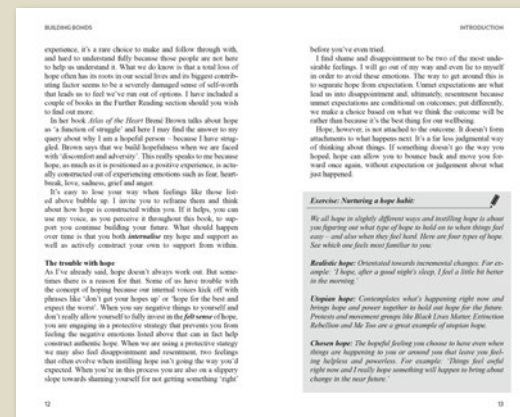 BUILDING BONDS
experience, it's a rare choice to make and follow through with,
and hard to understand fully because those people are not here
to help us understand it. What we do know is that a total loss of
hope often has its roots in our social lives and its biggest contrib-
uting factor seems to be a severely damaged sense of self-worth
that leads us to feel we've run out of options. I have included a
couple of books in the Further Reading section should you wish
to find out more.
In her book Atlas of the Heart Brené Brown talks about hope
as 'a function of struggle' and here I may find the answer to my
query about why I am a hopeful person – because I have strug-
gled. Brown says that we build hopefulness when we are faced
with 'discomfort and adversity'. This really speaks to me because
hope, as much as it is positioned as a positive experience, is actu-
ally constructed out of experiencing emotions such as fear, heart-
break, love, sadness, grief and anger.
It's easy to lose your way when feelings like those list-
ed above bubble up. I invite you to reframe them and think
about how hope is constructed within you. If it helps, you can
use my voice, as you perceive it throughout this book, to sup-
port you continue building your future. What should happen
over time is that you both internalise my hope and support as
well as actively construct your own to support from within.
The trouble with hope
As I've already said, hope doesn't always work out. But some-
times there is a reason for that. Some of us have trouble with
the concept of hoping because our internal voices kick off with
phrases like 'don't get your hopes up' or 'hope for the best and
expect the worst'. When you say negative things to yourself and
don't really allow yourself to fully invest in the felt sense of hope,
you are engaging in a protective strategy that prevents you from
feeling the negative emotions listed above that can in fact help
construct authentic hope. When we are using a protective strategy
we may also feel disappointment and resentment, two feelings
that often evolve when instilling hope isn't going the way you'd
expected. When you're in this process you are also on a slippery
slope towards shaming yourself for not getting something 'right'
12
INTRODUCTION
before you've even tried.
I find shame and disappointment to be two of the most unde-
sirable feelings. I will go out of my way and even lie to myself
in order to avoid these emotions. The way to get around this is
to separate hope from expectation. Unmet expectations are what
lead us into disappointment and, ultimately, resentment because
unmet expectations are conditional on outcomes; put differently,
we make a choice based on what we think the outcome will be
rather than because it's the best thing for our wellbeing.
Hope, however, is not attached to the outcome. It doesn't form
attachments to what happens next. It's a far less judgmental way
of thinking about things. If something doesn't go the way you
hoped, hope can allow you to bounce back and move you for-
ward once again, without expectation or judgement about what
just happened.
Exercise: Nurturing a hope habit:
We all hope in slightly different ways and instilling hope is about
you figuring out what type of hope to hold on to when things feel
easy – and also when they feel hard. Here are four types of hope.
See which one feels most familiar to you:
Realistic hope: Orientated towards incremental changes. For ex-
ample: 'I hope, after a good night's sleep, I feel a little bit better
in the morning.'
Utopian hope: Contemplates what's happening right now and
brings hope and power together to hold out hope for the future.
Protests and movement groups like Black Lives Matter, Extinction
Rebellion and Me Too are a great example of utopian hope.
Chosen hope: The hopeful feeling you choose to have even when
things are happening to you or around you that leave you feel-
ing helpless and powerless. For example: 'Things feel awful
right now and I really hope something will happen to bring about
change in the near future.'
13